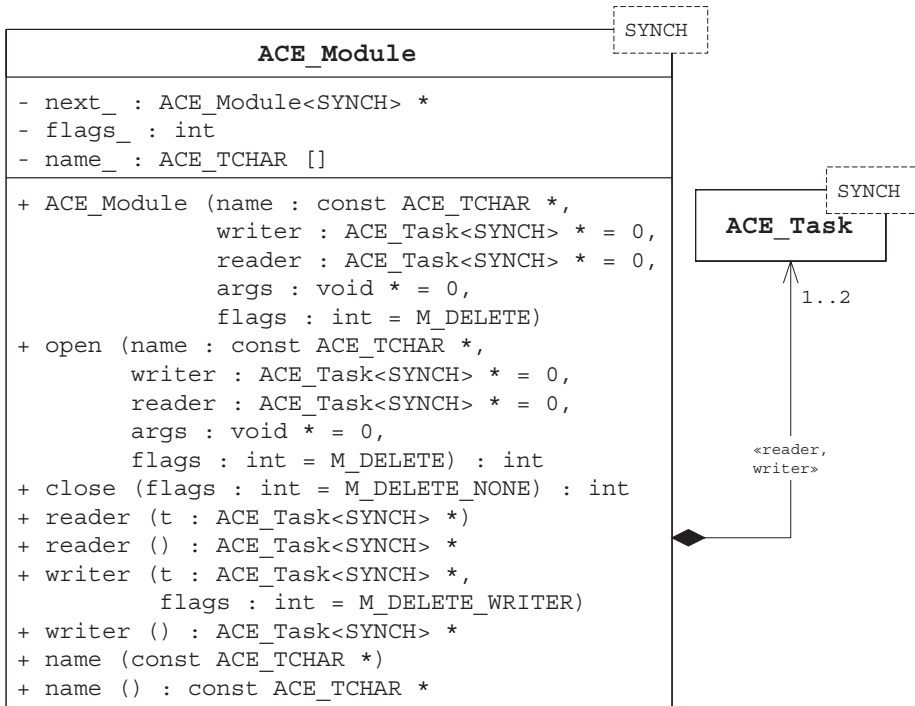 SYNCH
ACE_Module
- next_ : ACE_Module<SYNCH> *
- flags_ : int
- name_ : ACE_TCHAR []
+ ACE_Module (name : const ACE_TCHAR *,
writer : ACE_Task<SYNCH> * = 0,
reader : ACE_Task<SYNCH> * = 0,
args : void * = 0,
flags : int = M_DELETE)
+ open (name : const ACE_TCHAR *,
writer : ACE_Task<SYNCH> * = 0,
reader : ACE_Task<SYNCH> * = 0,
args : void * = 0,
flags : int = M_DELETE) : int
+ close (flags : int = M_DELETE_NONE) : int
+ reader (t : ACE_Task<SYNCH> *)
+ reader () : ACE_Task<SYNCH> *
+ writer (t : ACE_Task<SYNCH> *,
flags : int = M_DELETE_WRITER)
+ writer () : ACE_Task<SYNCH> *
+ name (const ACE_TCHAR *)
+ name () : const ACE_TCHAR *
SYNCH
ACE_Task
1..2
«reader,
writer»